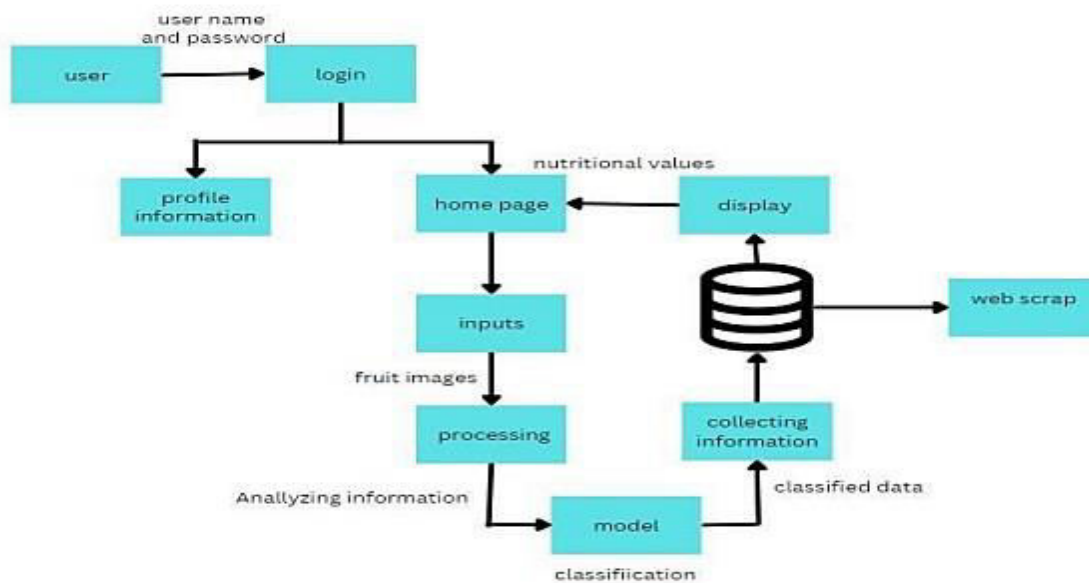 user name
and password
user
login
nutritional values
profile
information
home page
display
inputs
web scrap
fruit images
processing
collecting
information
Anallyzing information
classified data
model
classifiication